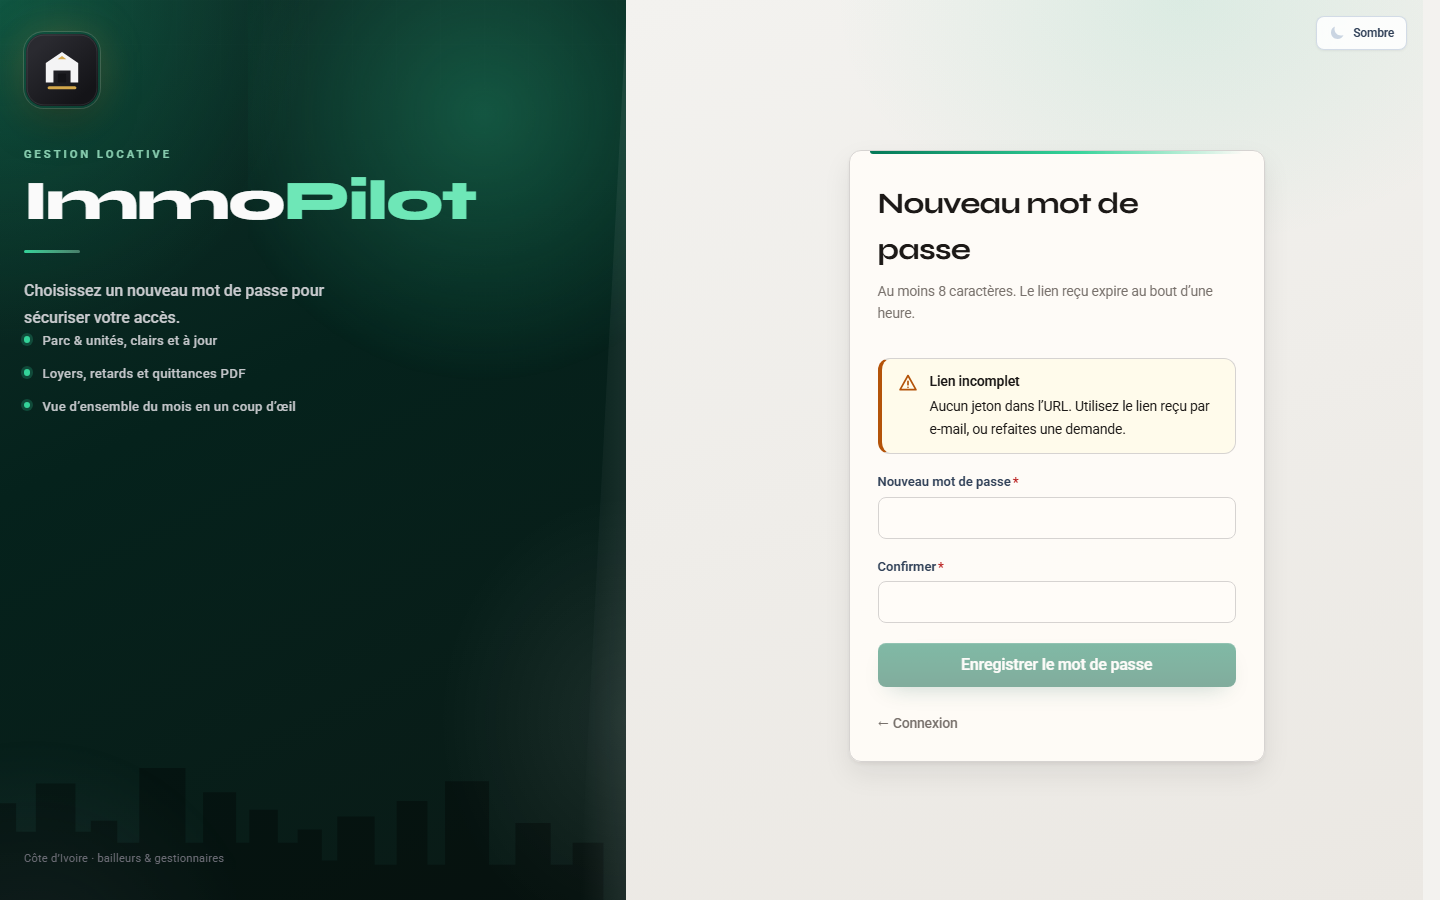 GESTION LOCATIVE
ImmoPilot
Choisissez un nouveau mot de passe pour
sécuriser votre accès.
Parc & unités, clairs et à jour
Loyers, retards et quittances PDF
Vue d’ensemble du mois en un coup d’œil
Côte d’Ivoire · bailleurs & gestionnaires
Sombre
Nouveau mot de
passe
Au moins 8 caractères. Le lien reçu expire au bout d’une
heure.
Lien incomplet
Aucun jeton dans l’URL. Utilisez le lien reçu par
e-mail, ou refaites une demande.
Nouveau mot de passe *
Confirmer *
Enregistrer le mot de passe
← Connexion